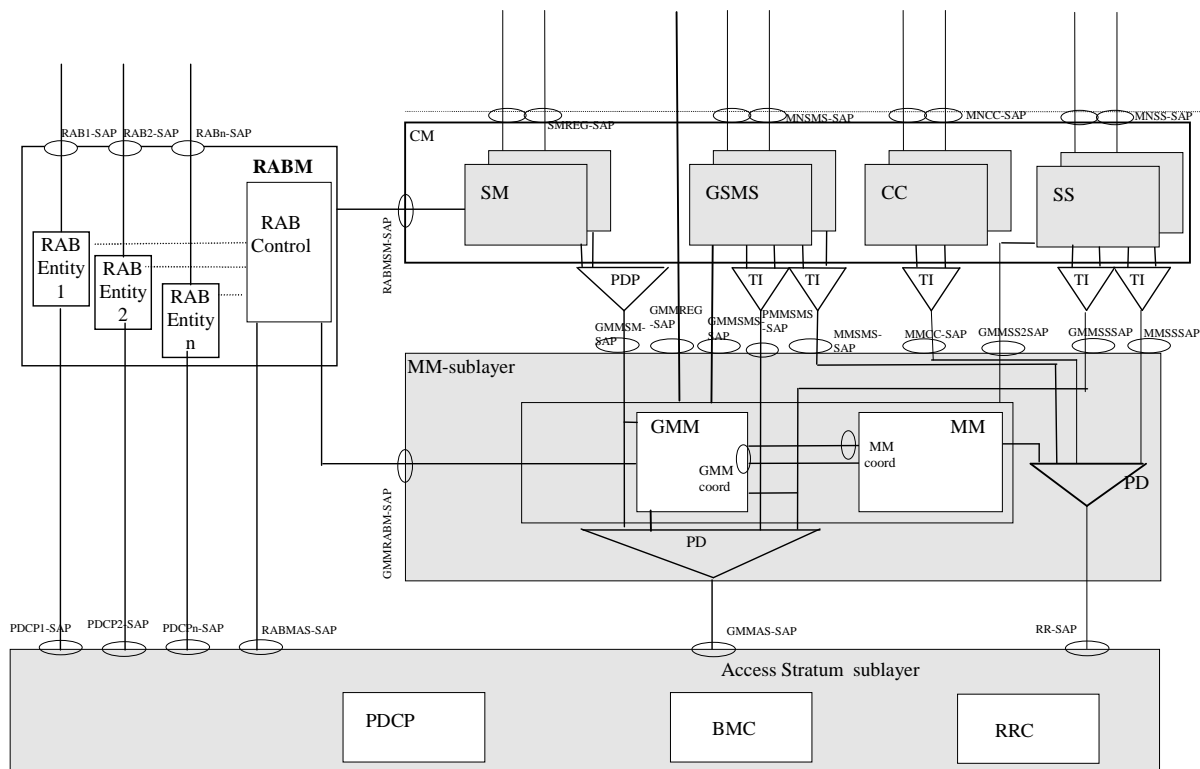 RAB1-SAP
RAB2-SAP
RABn-SAP
SMREG-SAP
MNSMS-SAP
MNCC-SAP
MNSS-SAP
CM
RABM
SM
GSMS
CC
SS
RAB
Control
RABMSM-SAP
RAB
Entity
1
RAB
Entity
2
RAB
Entity
n
PDP
TI
TI
TI
TI
TI
GMMSM-
SAP
GMMREG
-SAP
GMMSMS-
SAP
PMMSMS
-SAP
MMSMS-
SAP
MMCC-SAP
GMMSS2SAP
GMMSSSAP
MMSSSAP
MM-sublayer
GMM
MM
GMM
coord
MM
coord
PD
PD
GMMRABM-SAP
PDCP1-SAP
PDCP2-SAP
PDCPn-SAP
RABMAS-SAP
GMMAS-SAP
RR-SAP
Access Stratum sublayer
PDCP
BMC
RRC